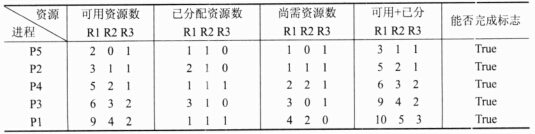 资源 可用资源数 已分配资源数 尚需资源数 可用+已分 能否完成标志
进程 R1 R2 R3 R1 R2 R3 R1 R2 R3 R1 R2 R3
P5 2 0 1 1 1 0 1 0 1 3 1 1 True
P2 3 1 1 2 1 0 1 1 1 5 2 1 True
P4 5 2 1 1 1 1 2 2 1 6 3 2 True
P3 6 3 2 3 1 0 3 0 1 9 4 2 True
P1 9 4 2 1 1 1 4 2 0 10 5 3 True